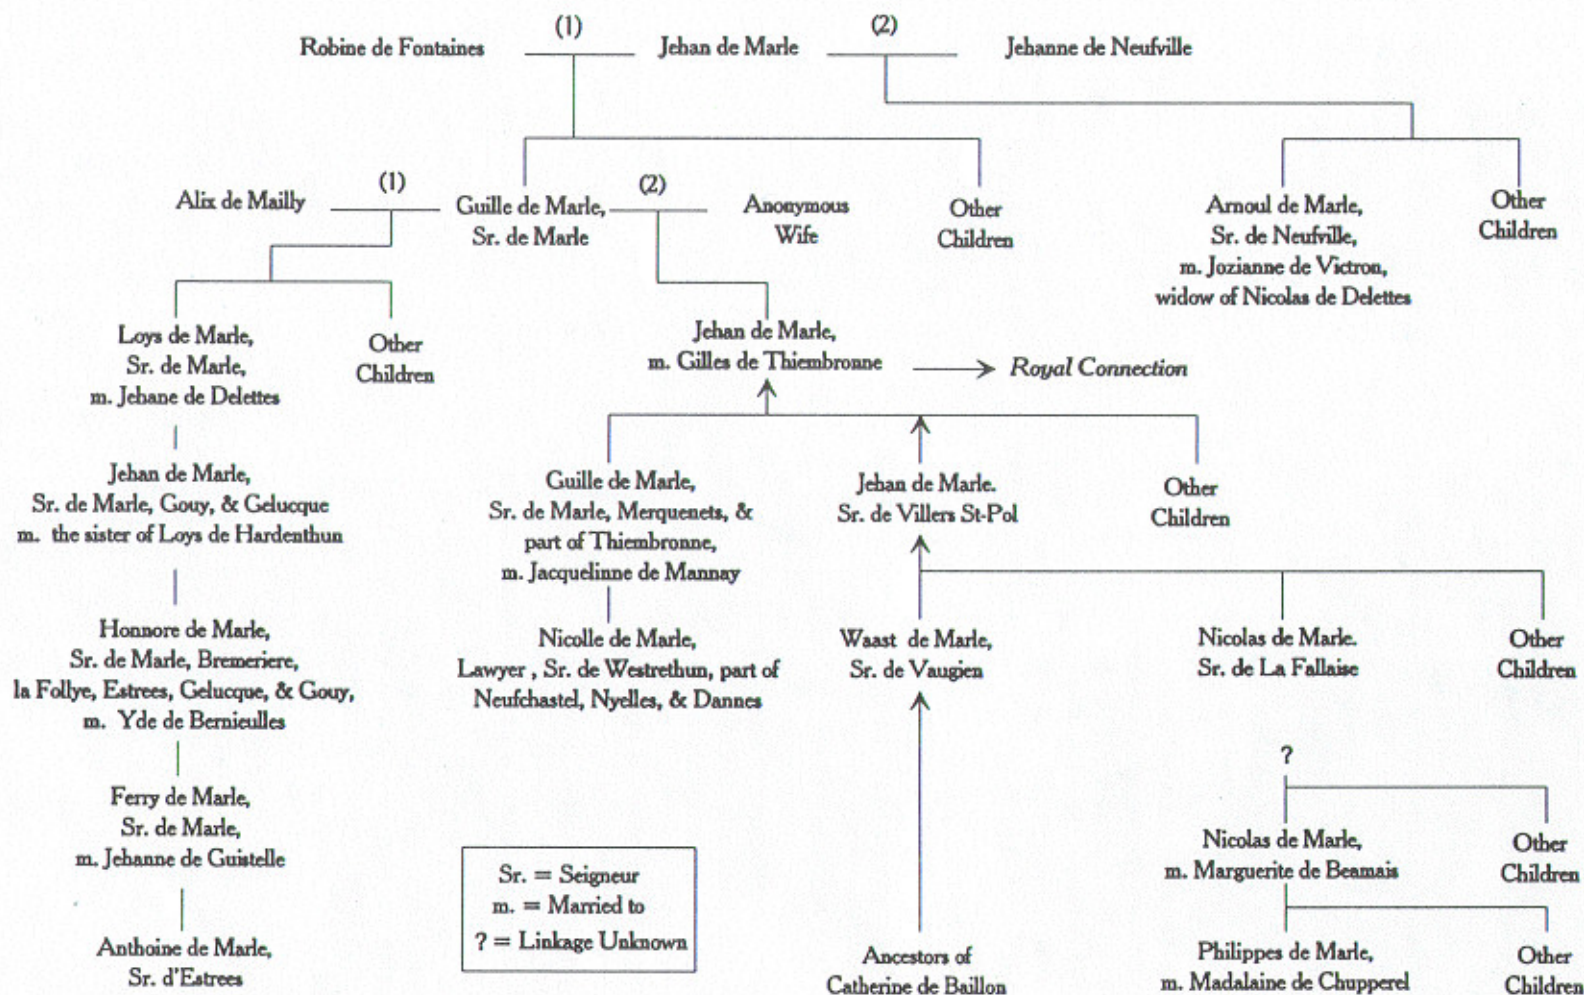 (1)
(2)
Robine de Fontaines
Jehan de Marle
Jehanne de Neufville
(1)
(2)
Alix de Mailly
Guille de Marle,
Sr. de Marle
Anonymous
Wife
Other
Children
Arnoul de Marle,
Sr. de Neufville,
m. Jozianne de Victron,
widow of Nicolas de Delettes
Other
Children
Loys de Marle,
Sr. de Marle,
m. Jehane de Delettes
Other
Children
Jehan de Marle,
m. Gilles de Thiembronne
Royal Connection
Jehan de Marle,
Sr. de Marle, Gouy, & Gelucque
m. the sister of Loys de Hardenthun
Guille de Marle,
Sr. de Marle, Merquenets, &
part of Thiembronne,
m. Jacquelinne de Mannay
Jehan de Marle.
Sr. de Villers St-Pol
Other
Children
Honnore de Marle,
Sr. de Marle, Bremeriere,
la Follye, Estrees, Gelucque, & Gouy,
m. Yde de Bernieulles
Nicolle de Marle,
Lawyer , Sr. de Westrethun, part of
Neufchastel, Nyelles, & Dannes
Waast de Marle,
Sr. de Vaugien
Nicolas de Marle.
Sr. de La Fallaise
Other
Children
?
Ferry de Marle,
Sr. de Marle,
m. Jehanne de Guistelle
Nicolas de Marle,
m. Marguerite de Beamais
Other
Children
Sr. = Seigneur
m. = Married to
? = Linkage Unknown
Anthoine de Marle,
Sr. d'Estrees
Ancestors of
Catherine de Baillon
Philippes de Marle,
m. Madalaine de Chupperel
Other
Children